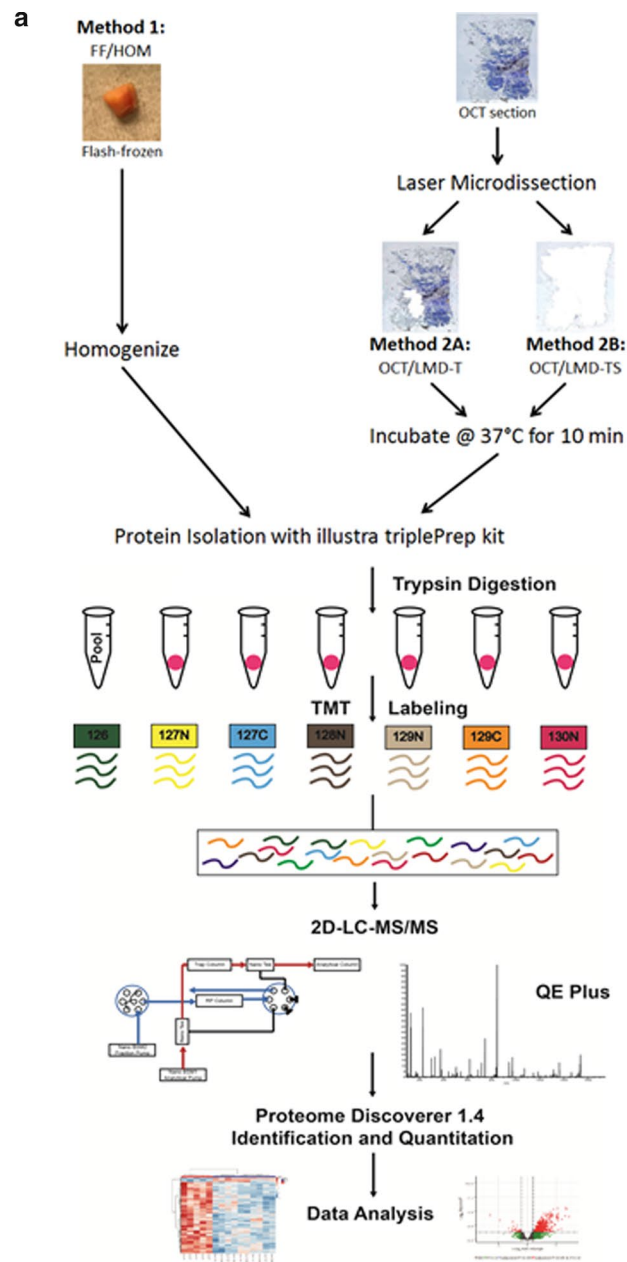 a
Method 1:
FF/HOM
Flash-frozen
OCT section
Laser Microdissection
Method 2A:
OCT/LMD-T
Method 2B:
OCT/LMD-TS
Homogenize
Incubate @ 37°C for 10 min
Protein Isolation with illustra triplePrep kit
Trypsin Digestion
Pool
TMT Labeling
126 127N 127C 128N 129N 129C 130N
2D-LC-MS/MS
Trap Column
Nano Tee
Analytical Column
RP Column
Nano Tee
QE Plus
Proteome Discoverer 1.4
Identification and Quantitation
Data Analysis